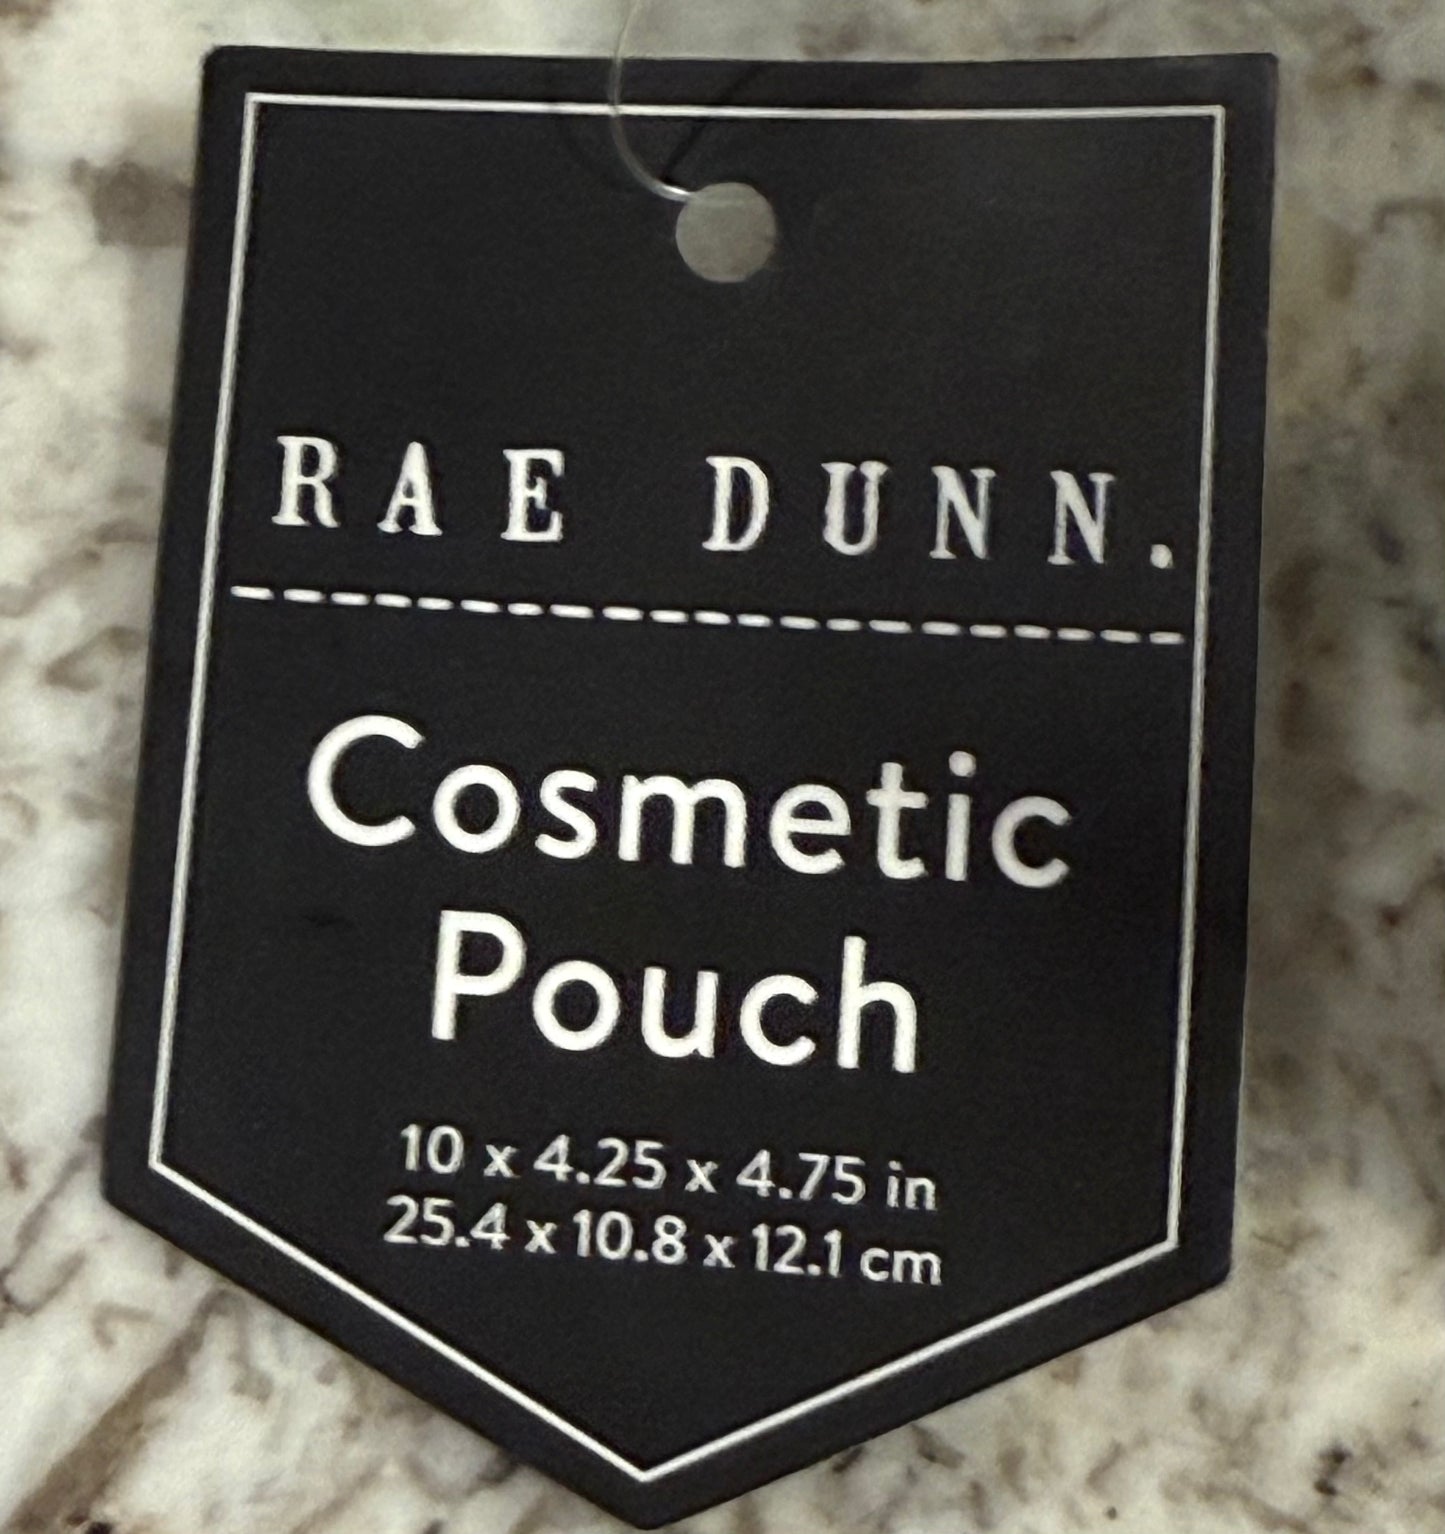 RAE DUNN.
Cosmetic
Pouch
10 x 4.25 x 4.75 in
25.4 x 10.8 x 12.1 cm